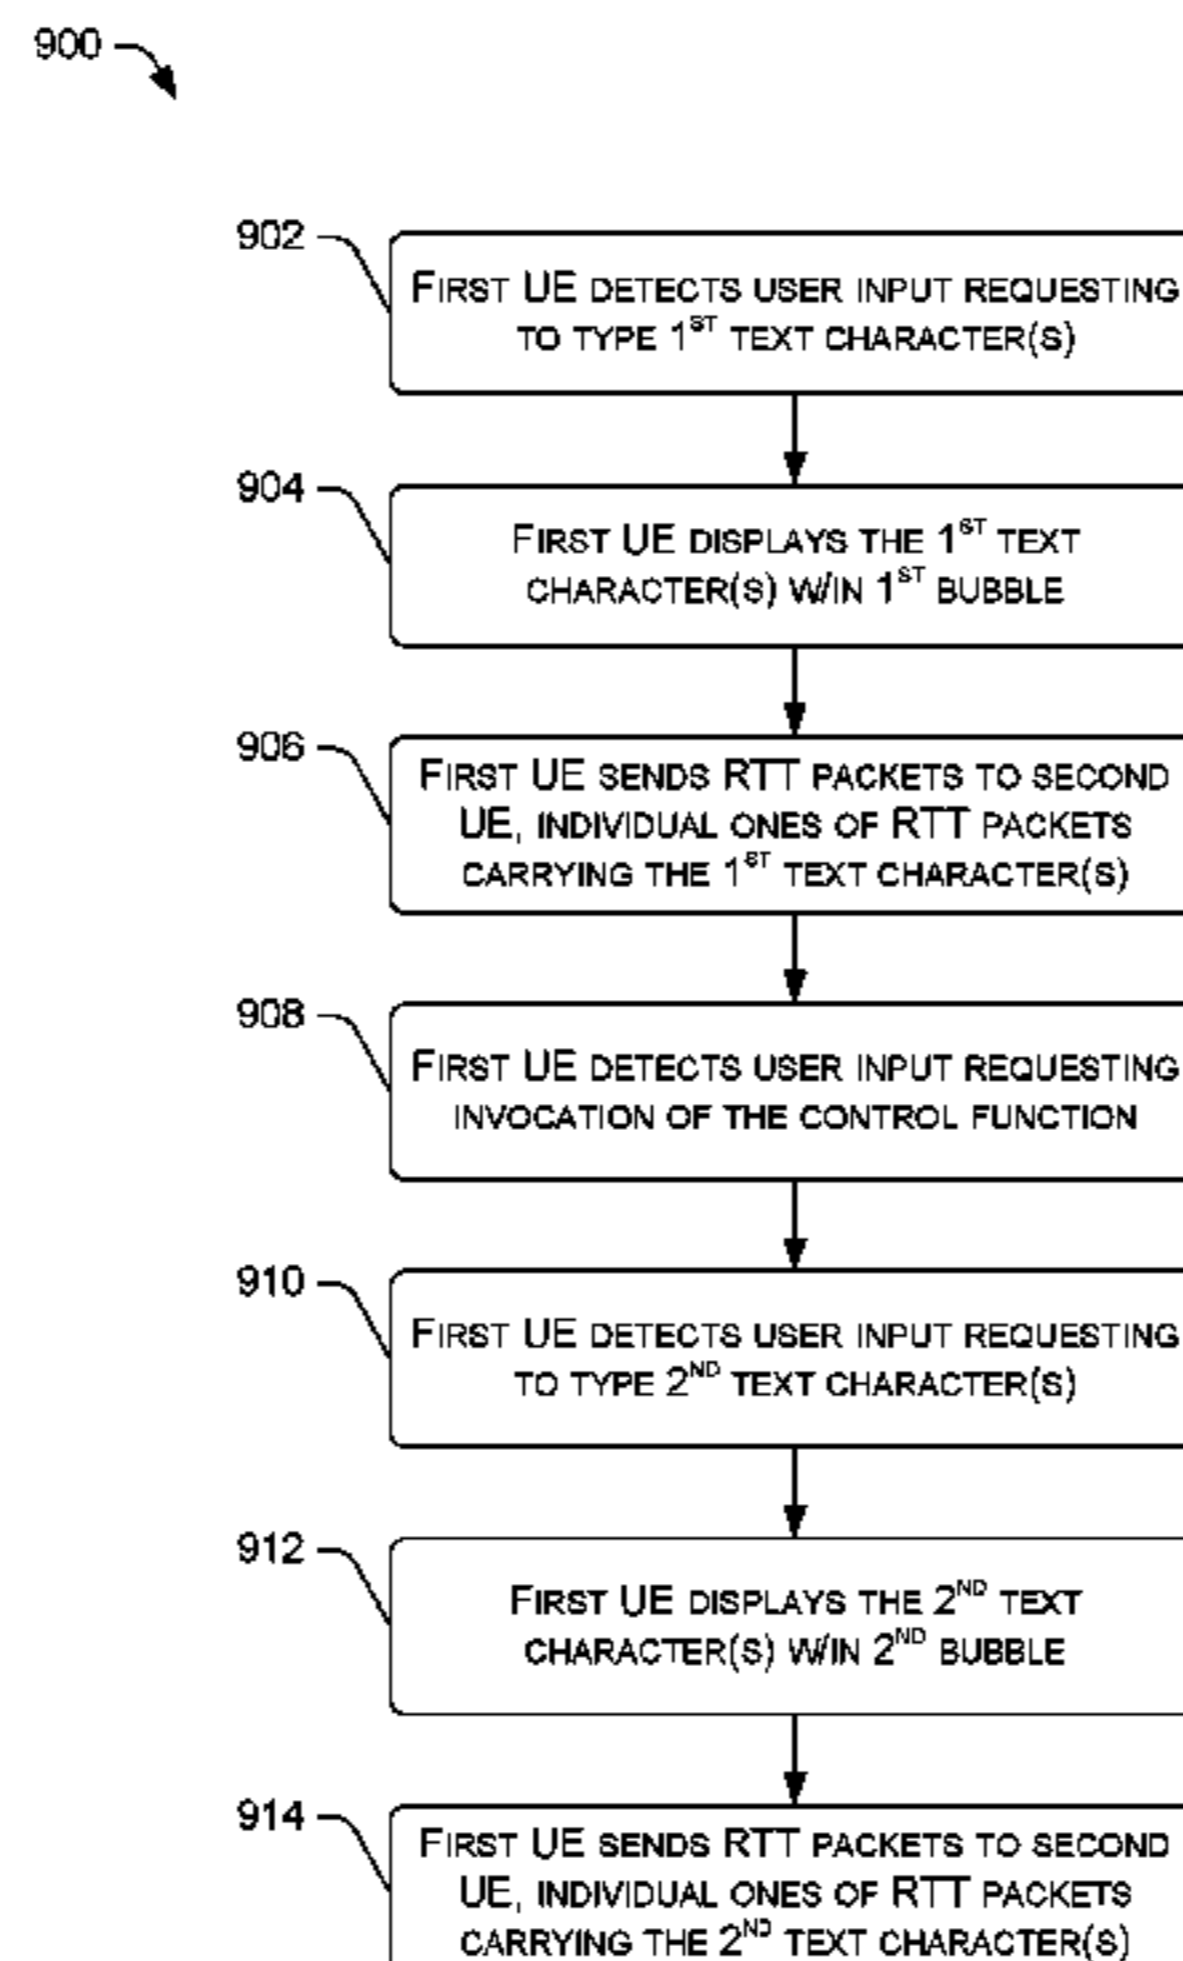 900
902
FIRST UE DETECTS USER INPUT REQUESTING
TO TYPE 1ST TEXT CHARACTER(S)
904
FIRST UE DISPLAYS THE 1ST TEXT
CHARACTER(S) W/IN 1ST BUBBLE
906
FIRST UE SENDS RTT PACKETS TO SECOND
UE, INDIVIDUAL ONES OF RTT PACKETS
CARRYING THE 1ST TEXT CHARACTER(S)
908
FIRST UE DETECTS USER INPUT REQUESTING
INVOCATION OF THE CONTROL FUNCTION
910
FIRST UE DETECTS USER INPUT REQUESTING
TO TYPE 2ND TEXT CHARACTER(S)
912
FIRST UE DISPLAYS THE 2ND TEXT
CHARACTER(S) W/IN 2ND BUBBLE
914
FIRST UE SENDS RTT PACKETS TO SECOND
UE, INDIVIDUAL ONES OF RTT PACKETS
CARRYING THE 2ND TEXT CHARACTER(S)